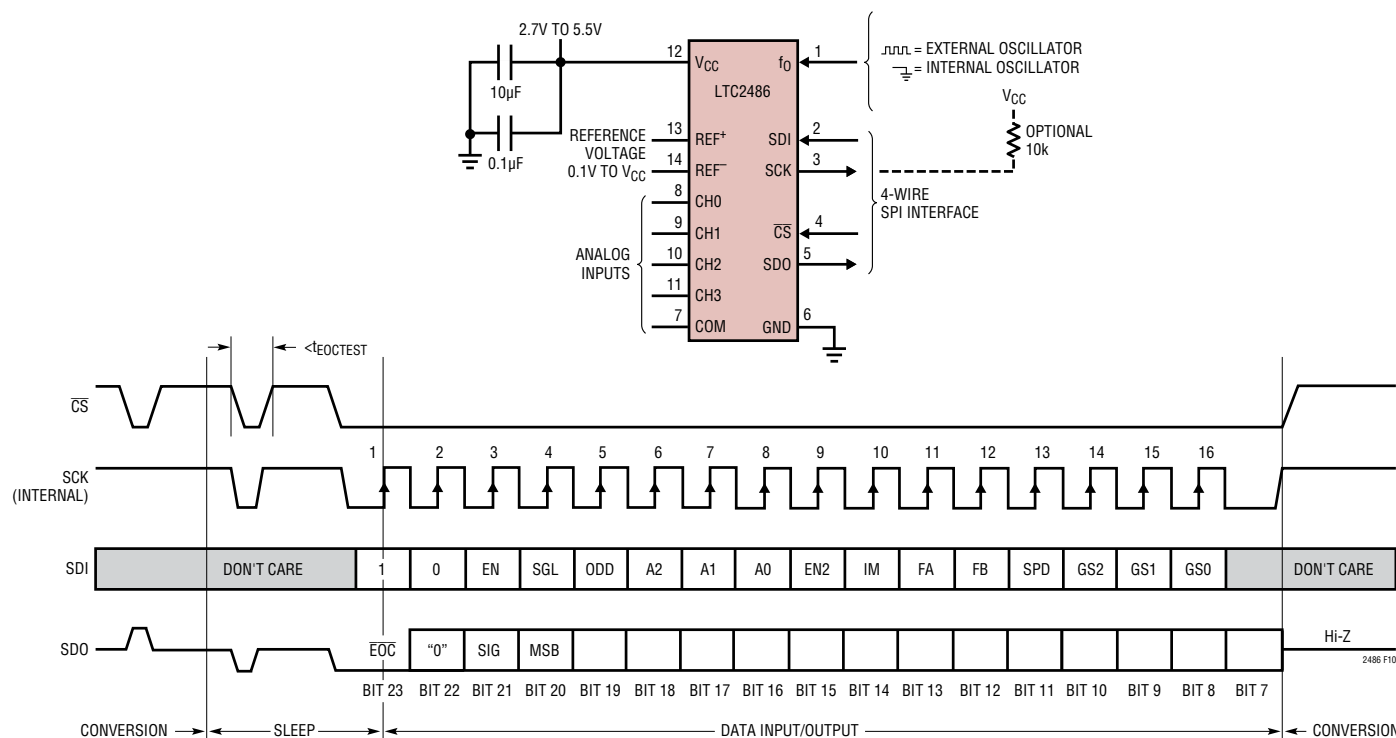 2.7V TO 5.5V
10µF
0.1µF
REFERENCE
VOLTAGE
0.1V TO VCC
ANALOG
INPUTS
12 VCC
13 REF+
14 REF–
8 CH0
9 CH1
10 CH2
11 CH3
7 COM
LTC2486
fO 1
SDI 2
SCK 3
CS 4
SDO 5
GND 6
= EXTERNAL OSCILLATOR
= INTERNAL OSCILLATOR
VCC
OPTIONAL
10k
4-WIRE
SPI INTERFACE
<tEOCTEST
CS
SCK
(INTERNAL)
1 2 3 4 5 6 7 8 9 10 11 12 13 14 15 16
SDI DON'T CARE 1 0 EN SGL ODD A2 A1 A0 EN2 IM FA FB SPD GS2 GS1 GS0 DON'T CARE
SDO EOC "0" SIG MSB Hi-Z
2486 F10
BIT 23 BIT 22 BIT 21 BIT 20 BIT 19 BIT 18 BIT 17 BIT 16 BIT 15 BIT 14 BIT 13 BIT 12 BIT 11 BIT 10 BIT 9 BIT 8 BIT 7
CONVERSION SLEEP DATA INPUT/OUTPUT CONVERSION